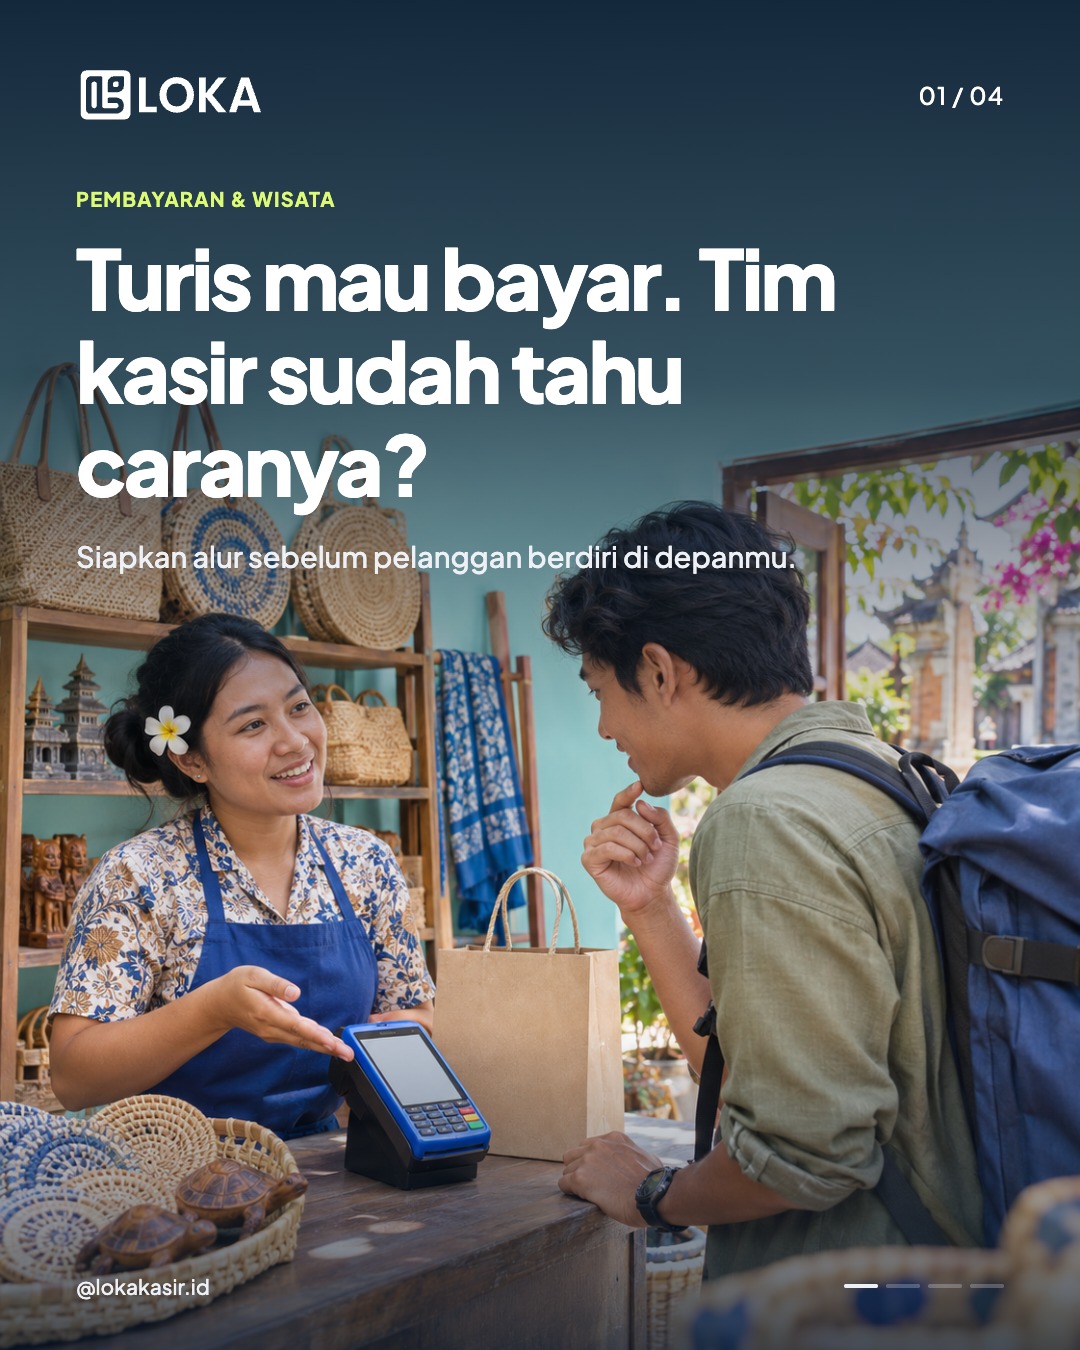 LOKA
01 / 04
PEMBAYARAN & WISATA
Turis mau bayar. Tim
kasir sudah tahu
caranya?
Siapkan alur sebelum pelanggan berdiri di depanmu.
@lokakasir.id